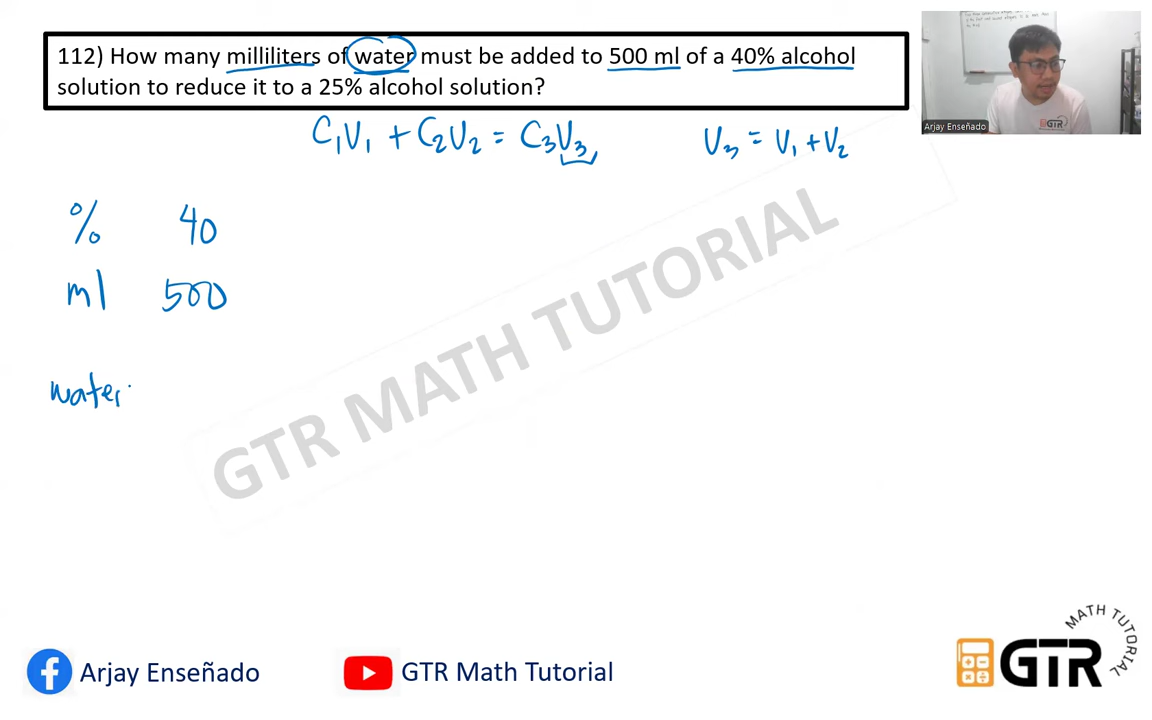 112) How many milliliters of water must be added to 500 ml of a 40% alcohol
solution to reduce it to a 25% alcohol solution?
C₁V₁ + C₂V₂ = C₃V₃
V₃ = V₁ + V₂
% 40
ml 500
water
GTR MATH TUTORIAL
Arjay Enseñado
GTR
Arjay Enseñado
GTR Math Tutorial
GTR
MATH TUTORIAL